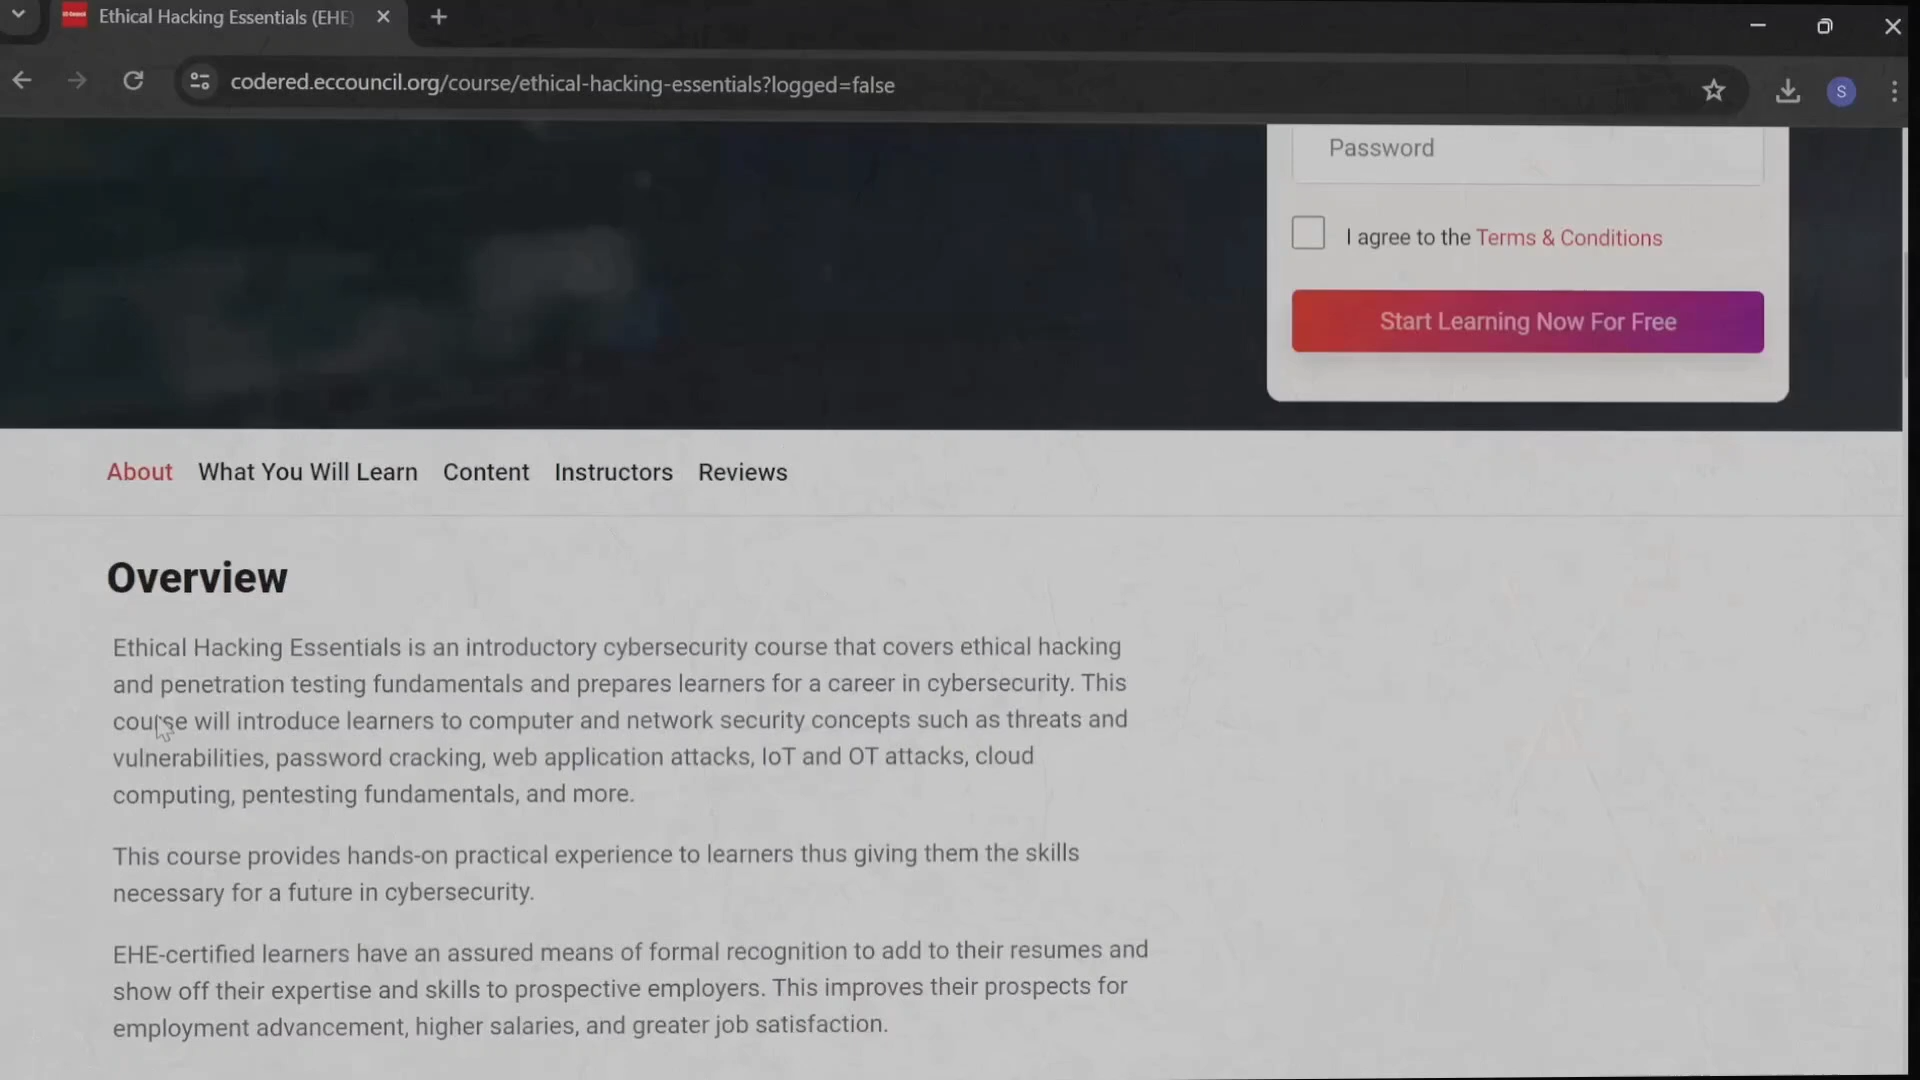 Ethical Hacking Essentials (EHE)
codered.eccouncil.org/course/ethical-hacking-essentials?logged=false
S
Password
I agree to the Terms & Conditions
Start Learning Now For Free
About What You Will Learn Content Instructors Reviews
Overview
Ethical Hacking Essentials is an introductory cybersecurity course that covers ethical hacking
and penetration testing fundamentals and prepares learners for a career in cybersecurity. This
course will introduce learners to computer and network security concepts such as threats and
vulnerabilities, password cracking, web application attacks, IoT and OT attacks, cloud
computing, pentesting fundamentals, and more.
This course provides hands-on practical experience to learners thus giving them the skills
necessary for a future in cybersecurity.
EHE-certified learners have an assured means of formal recognition to add to their resumes and
show off their expertise and skills to prospective employers. This improves their prospects for
employment advancement, higher salaries, and greater job satisfaction.